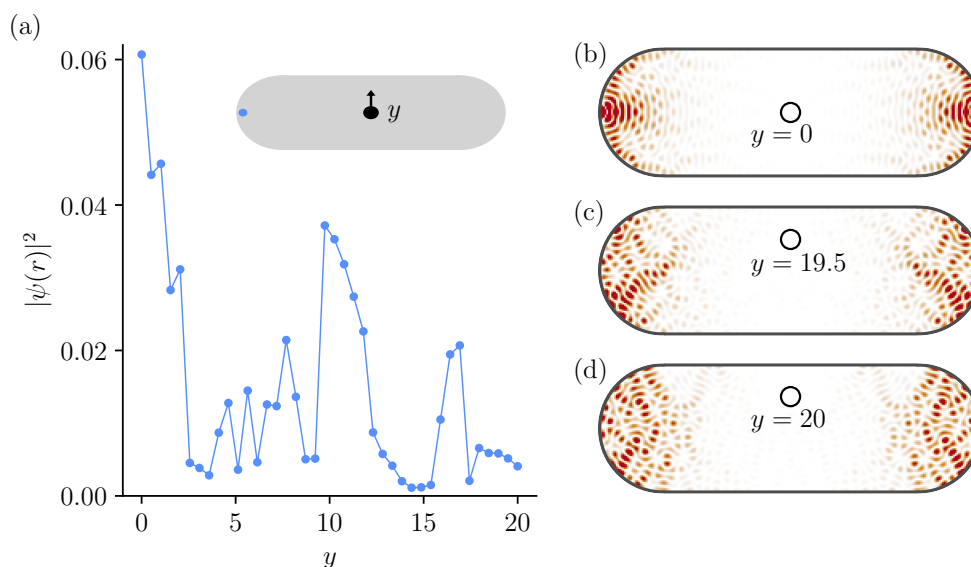 (a)
0.06
0.04
0.02
0.00
|ψ(r)|²
0
5
10
15
20
y
y
(b)
y = 0
(c)
y = 19.5
(d)
y = 20